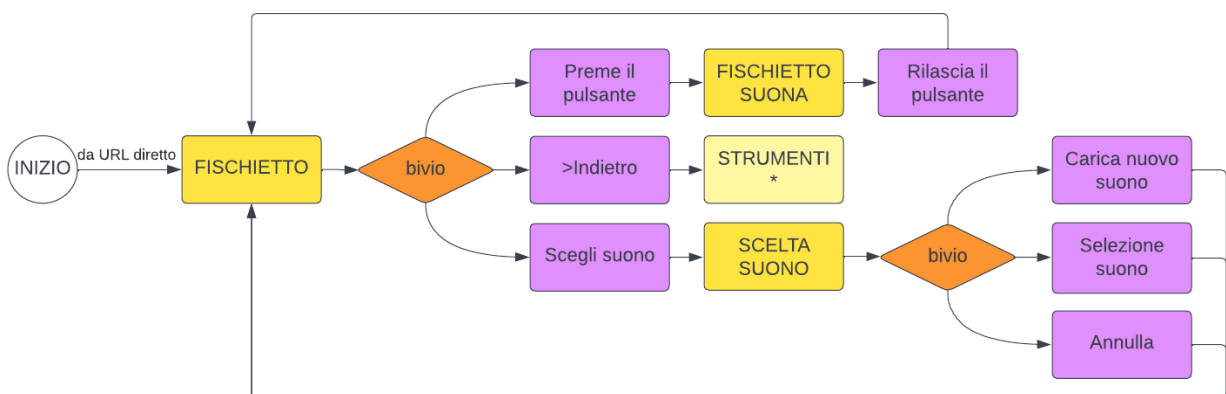 INIZIO
da URL diretto
FISCHIETTO
bivio
Preme il
pulsante
FISCHIETTO
SUONA
Rilascia il
pulsante
>Indietro
STRUMENTI
*
Scegli suono
SCELTA
SUONO
bivio
Carica nuovo
suono
Selezione
suono
Annulla